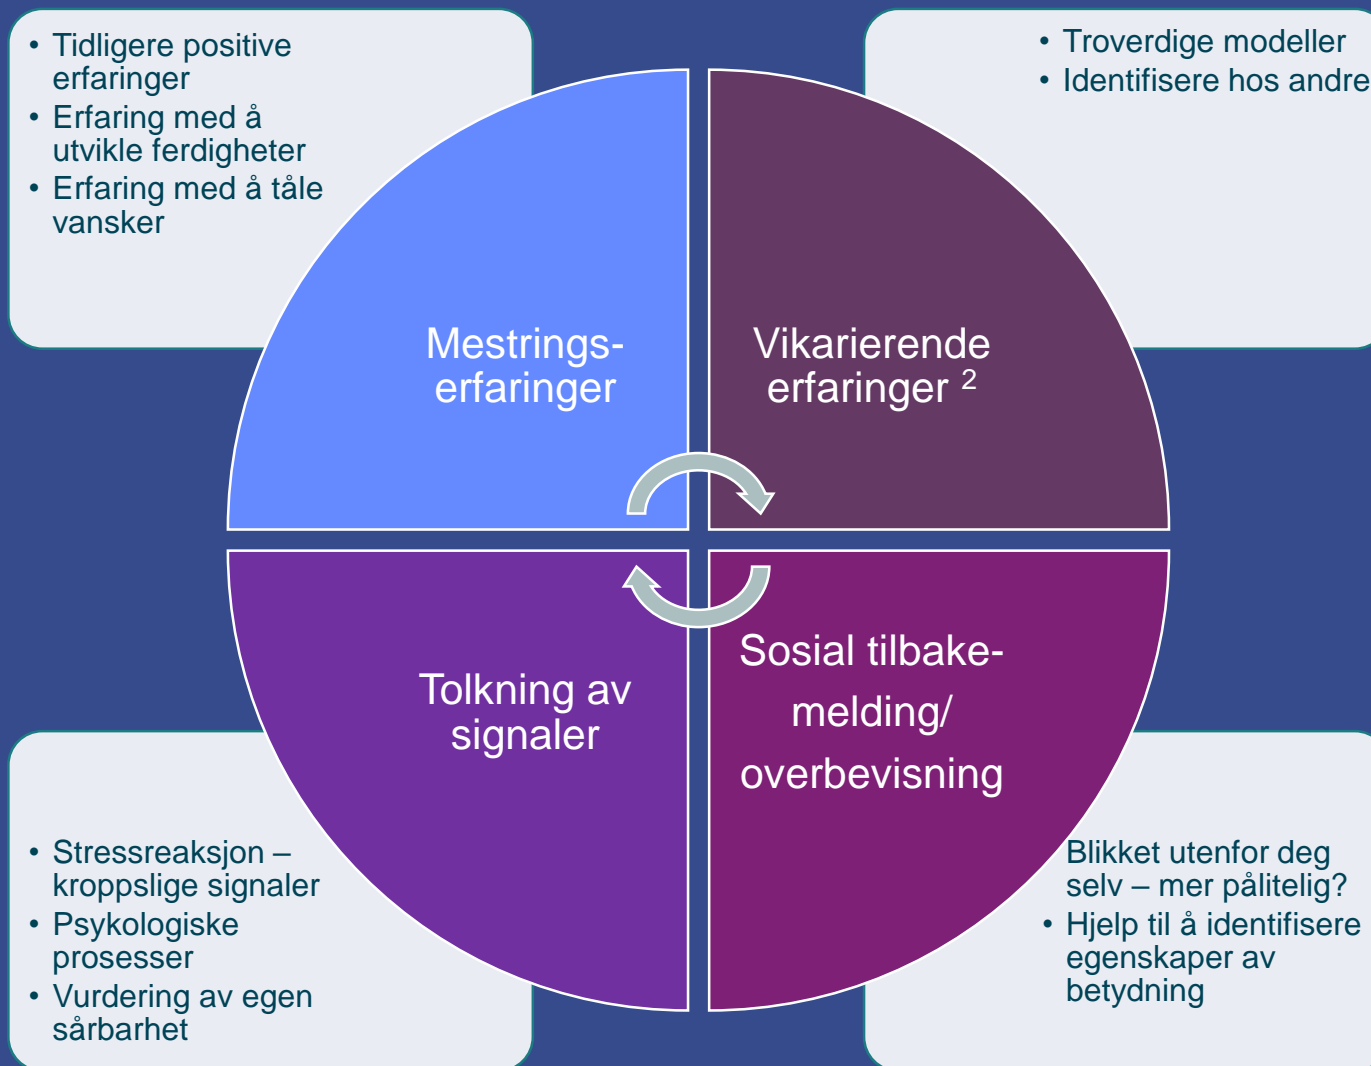 • Tidligere positive
erfaringer
• Erfaring med å
utvikle ferdigheter
• Erfaring med å tåle
vansker
• Troverdige modeller
• Identifisere hos andre
Mestrings-
erfaringer
Vikarierende
erfaringer ²
Tolkning av
signaler
Sosial tilbake-
melding/
overbevisning
• Stressreaksjon –
kroppslige signaler
• Psykologiske
prosesser
• Vurdering av egen
sårbarhet
Blikket utenfor deg
selv – mer pålitelig?
• Hjelp til å identifisere
egenskaper av
betydning